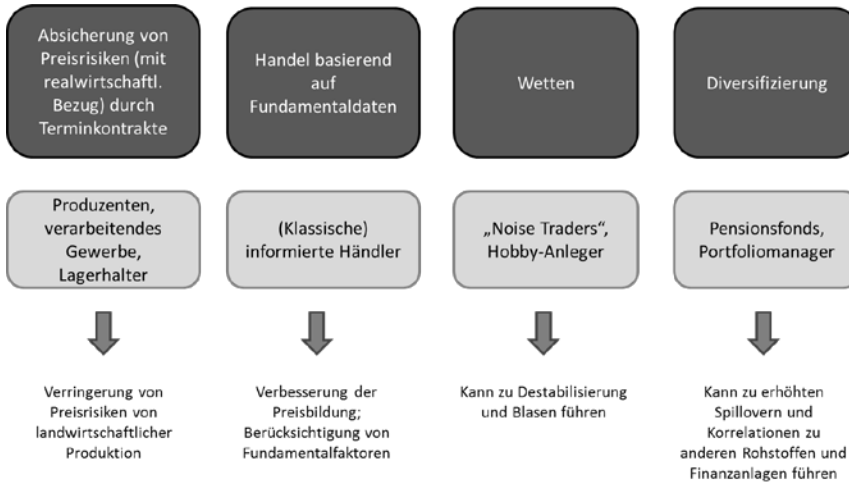 Absicherung von
Preisrisiken (mit
realwirtschaftl.
Bezug) durch
Terminkontrakte
Handel basierend
auf
Fundamentaldaten
Wetten
Diversifizierung
Produzenten,
verarbeitendes
Gewerbe,
Lagerhalter
(Klassische)
informierte Händler
„Noise Traders“,
Hobby-Anleger
Pensionsfonds,
Portfoliomanager
Verringerung von
Preisrisiken von
landwirtschaftlicher
Produktion
Verbesserung der
Preisbildung;
Berücksichtigung von
Fundamentalfaktoren
Kann zu Destabilisierung
und Blasen führen
Kann zu erhöhten
Spillovern und
Korrelationen zu
anderen Rohstoffen und
Finanzanlagen führen